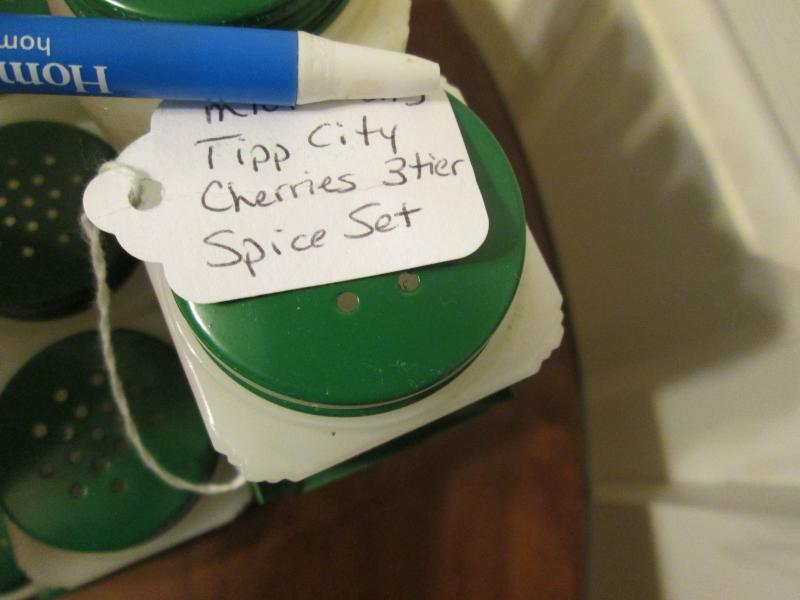 Hom
hom
Tipp City
Cherries 3tier
Spice Set